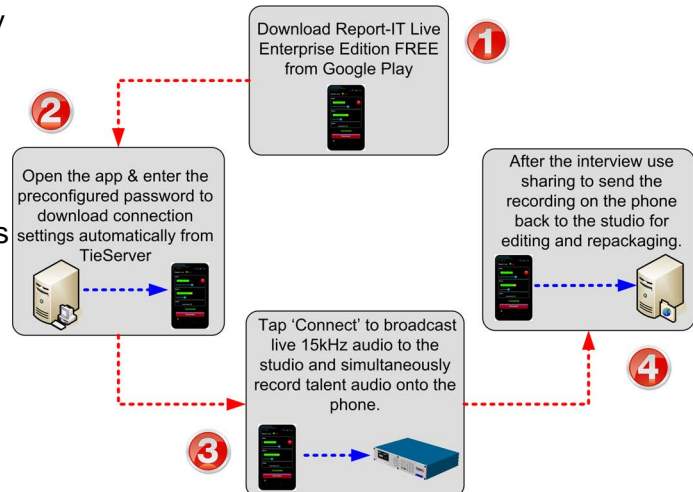 y
s
1
Download Report-IT Live
Enterprise Edition FREE
from Google Play
2
Open the app & enter the
preconfigured password to
download connection
settings automatically from
TieServer
3
Tap ‘Connect’ to broadcast
live 15kHz audio to the
studio and simultaneously
record talent audio onto the
phone.
4
After the interview use
sharing to send the
recording on the phone
back to the studio for
editing and repackaging.